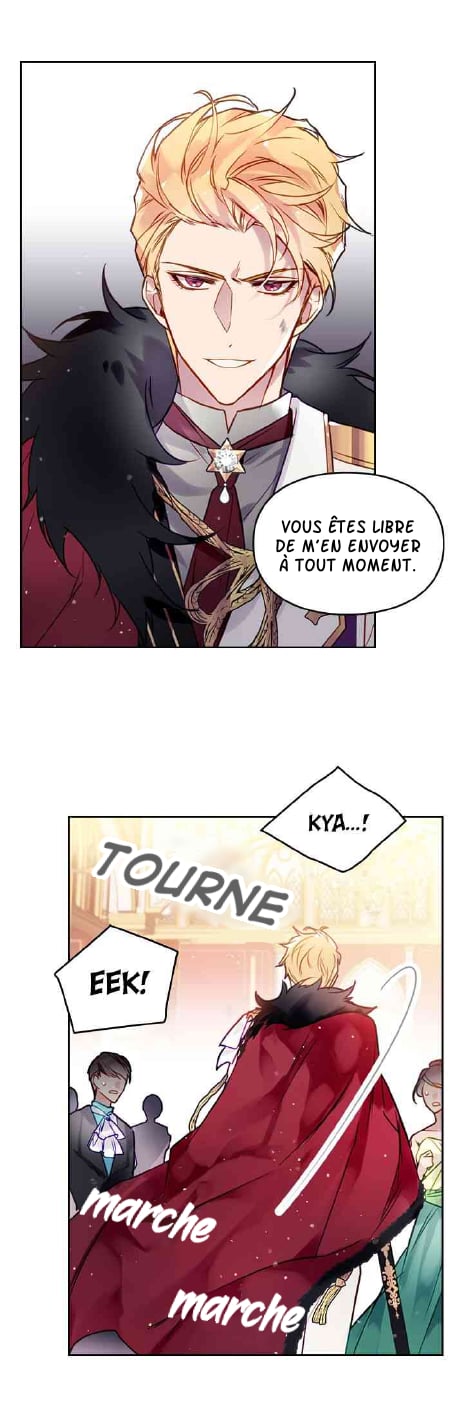 VOUS ÊTES LIBRE
DE M'EN ENVOYER
À TOUT MOMENT.
KYA...!
TOURNE
EEK!
marche
marche